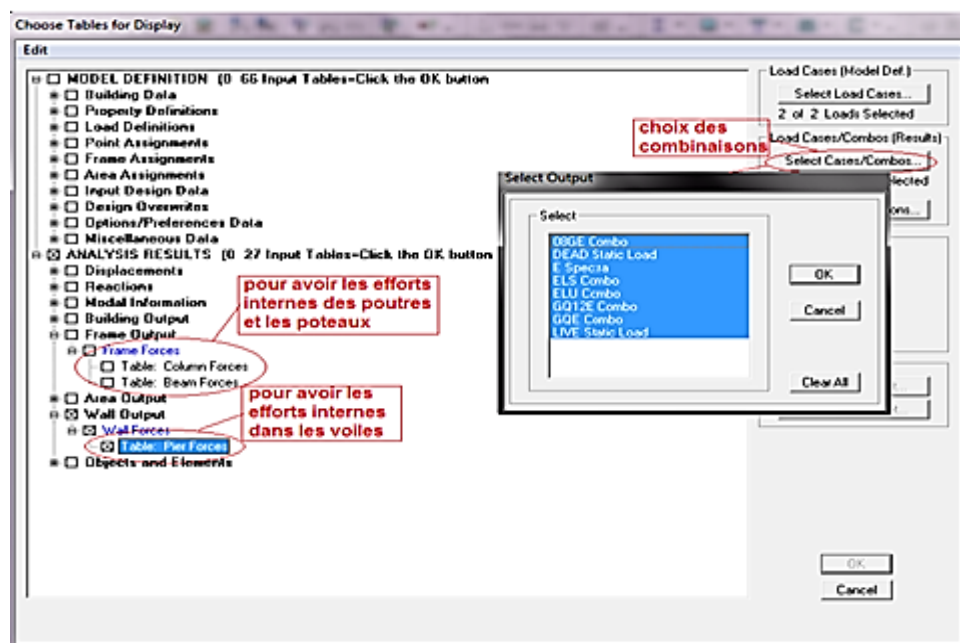 Choose Tables for Display
Edit
MODEL DEFINITION (0 66 Input Tables=Click the OK button
Building Data
Property Definitions
Load Definitions
Point Assignments
Frame Assignments
Area Assignments
Input Design Data
Design Overwrites
Options/Preferences Data
Miscellaneous Data
ANALYSIS RESULTS (0 27 Input Tables=Click the OK button
Displacements
Reactions
Modal Information
Building Output
Frame Output
Frame Forces
Table: Column Forces
Table: Beam Forces
Area Output
Wall Output
Wall Forces
Table: Pier Forces
Objects and Elements
pour avoir les efforts
internes des poutres
et les poteaux
pour avoir les
efforts internes
dans les voiles
choix des
combinaisons
Load Cases (Model Def.)
Select Load Cases...
2 of 2 Loads Selected
Load Cases/Combos (Results)
Select Cases/Combos...
lected
ons...
Select Output
Select
08GE Combo
DEAD Static Load
E Spectra
ELS Combo
ELU Combo
GQ12E Combo
GQE Combo
LIVE Static Load
OK
Cancel
Clear All
OK
Cancel